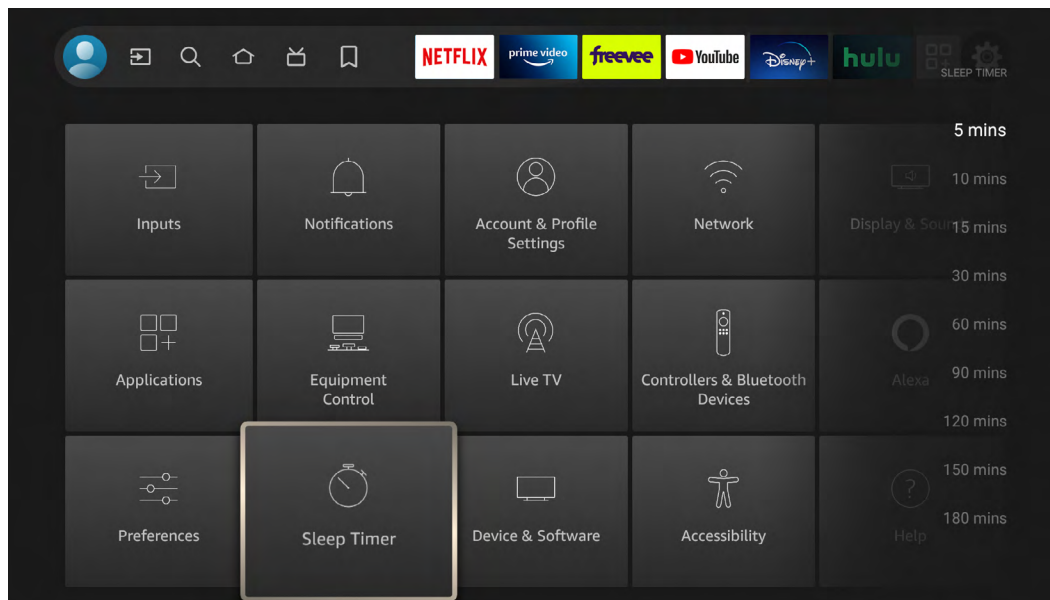 NETFLIX
prime video
freevee
YouTube
Disney+
hulu
SLEEP TIMER
5 mins
10 mins
15 mins
30 mins
60 mins
90 mins
120 mins
150 mins
180 mins
Inputs
Notifications
Account & Profile
Settings
Network
Display & Sounds
Applications
Equipment
Control
Live TV
Controllers & Bluetooth
Devices
Alexa
Preferences
Sleep Timer
Device & Software
Accessibility
Help